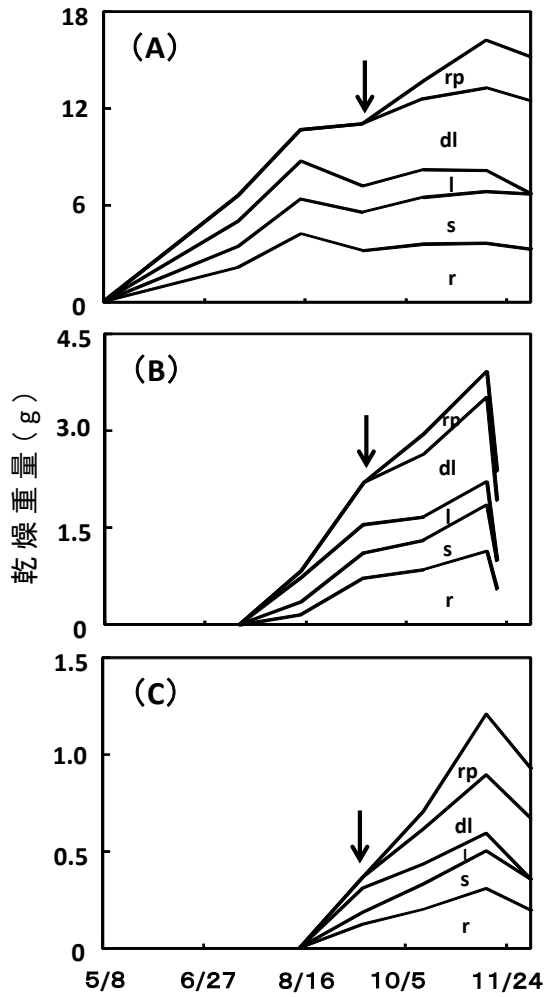 18
(A)
rp
12
dl
l
6
s
r
0
4.5
(B)
rp
3.0
dl
l
1.5
s
r
0
乾燥重量(g)
1.5
(C)
1.0
rp
dl
0.5
l
s
r
0
5/8 6/27 8/16 10/5 11/24